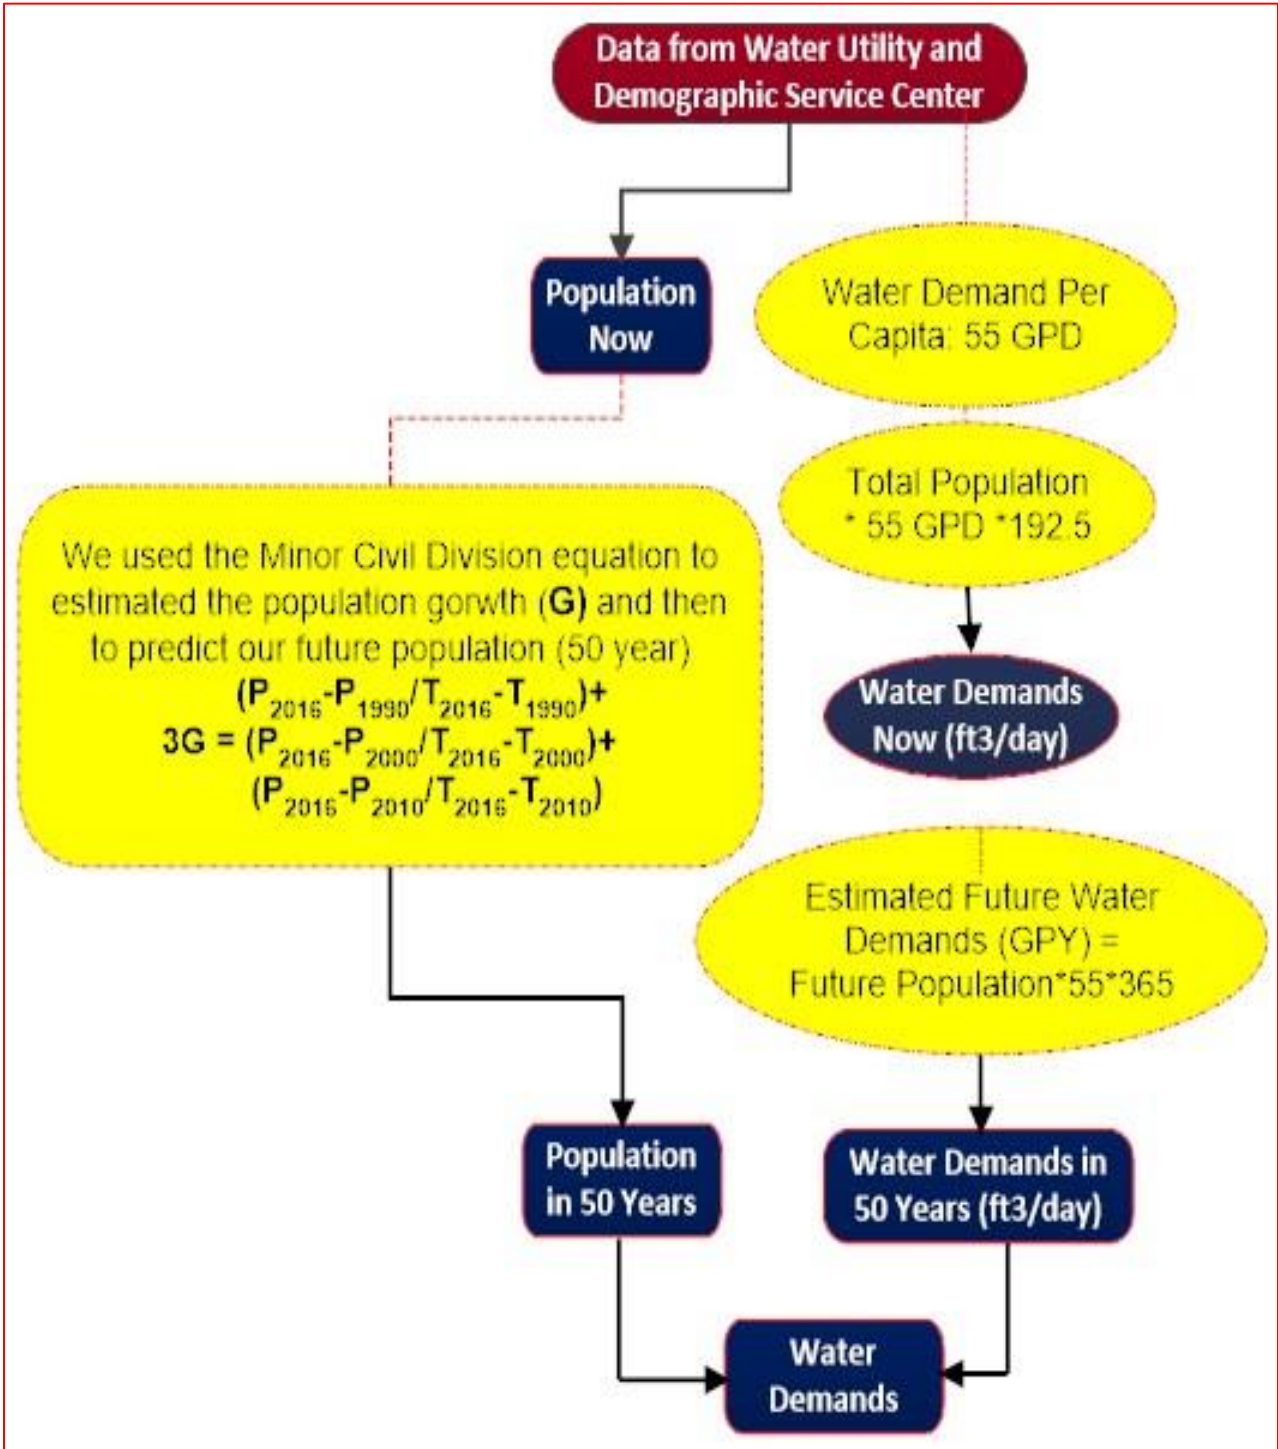 Data from Water Utility and
Demographic Service Center
Population
Now
Water Demand Per
Capita: 55 GPD
Total Population
* 55 GPD *192.5
We used the Minor Civil Division equation to
estimated the population gorwth (G) and then
to predict our future population (50 year)
(P2016-P1990/T2016-T1990)+
3G = (P2016-P2000/T2016-T2000)+
(P2016-P2010/T2016-T2010)
Water Demands
Now (ft3/day)
Estimated Future Water
Demands (GPY) =
Future Population*55*365
Population
in 50 Years
Water Demands in
50 Years (ft3/day)
Water
Demands